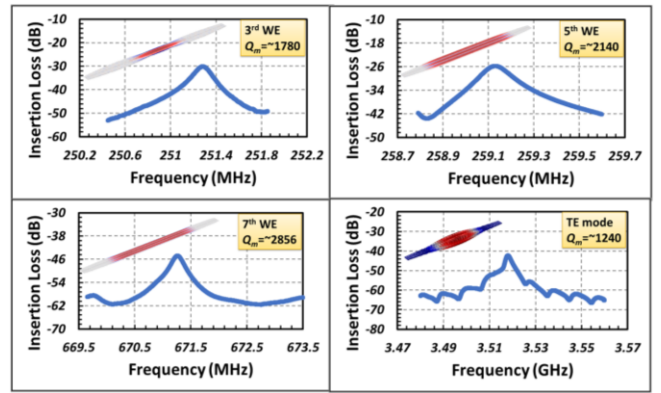 -10
-20
-30
-40
-50
-60
Insertion Loss (dB)
3rd WE
Qm=~1780
250.2 250.6 251 251.4 251.8 252.2
Frequency (MHz)
-10
-18
-26
-34
-42
-50
Insertion Loss (dB)
5th WE
Qm=~2140
258.7 258.9 259.1 259.3 259.5 259.7
Frequency (MHz)
-30
-38
-46
-54
-62
-70
Insertion Loss (dB)
7th WE
Qm=~2856
669.5 670.5 671.5 672.5 673.5
Frequency (MHz)
-20
-30
-40
-50
-60
-70
-80
Insertion Loss (dB)
TE mode
Qm=~1240
3.47 3.49 3.51 3.53 3.55 3.57
Frequency (GHz)